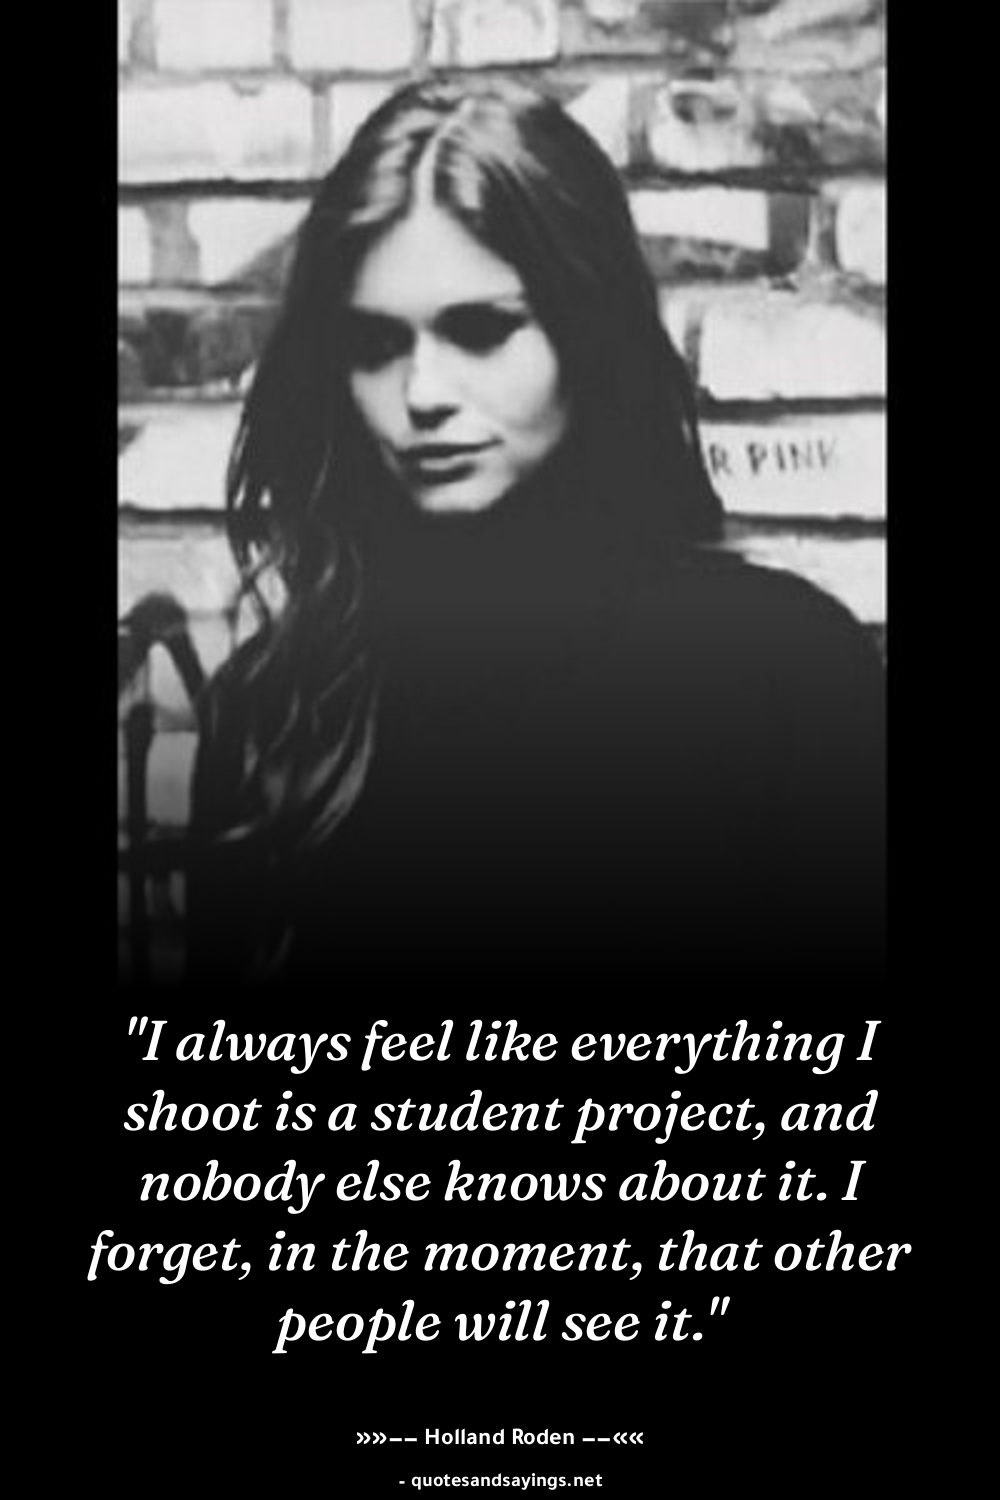 R PINK
"I always feel like everything I
shoot is a student project, and
nobody else knows about it. I
forget, in the moment, that other
people will see it."
»»–– Holland Roden ––««
- quotesandsayings.net